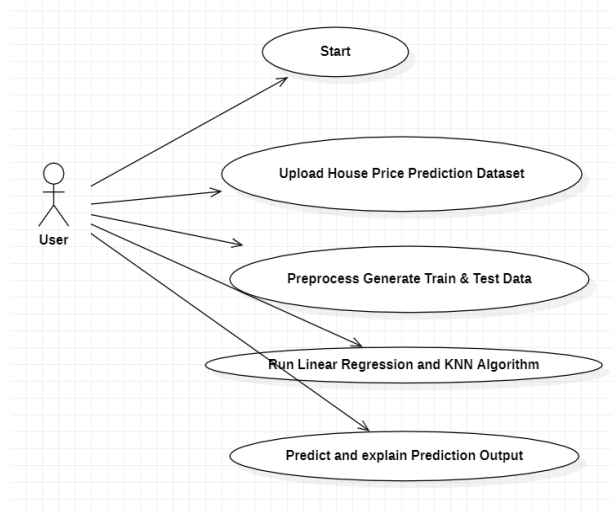 Start
Upload House Price Prediction Dataset
User
Preprocess Generate Train & Test Data
Run Linear Regression and KNN Algorithm
Predict and explain Prediction Output